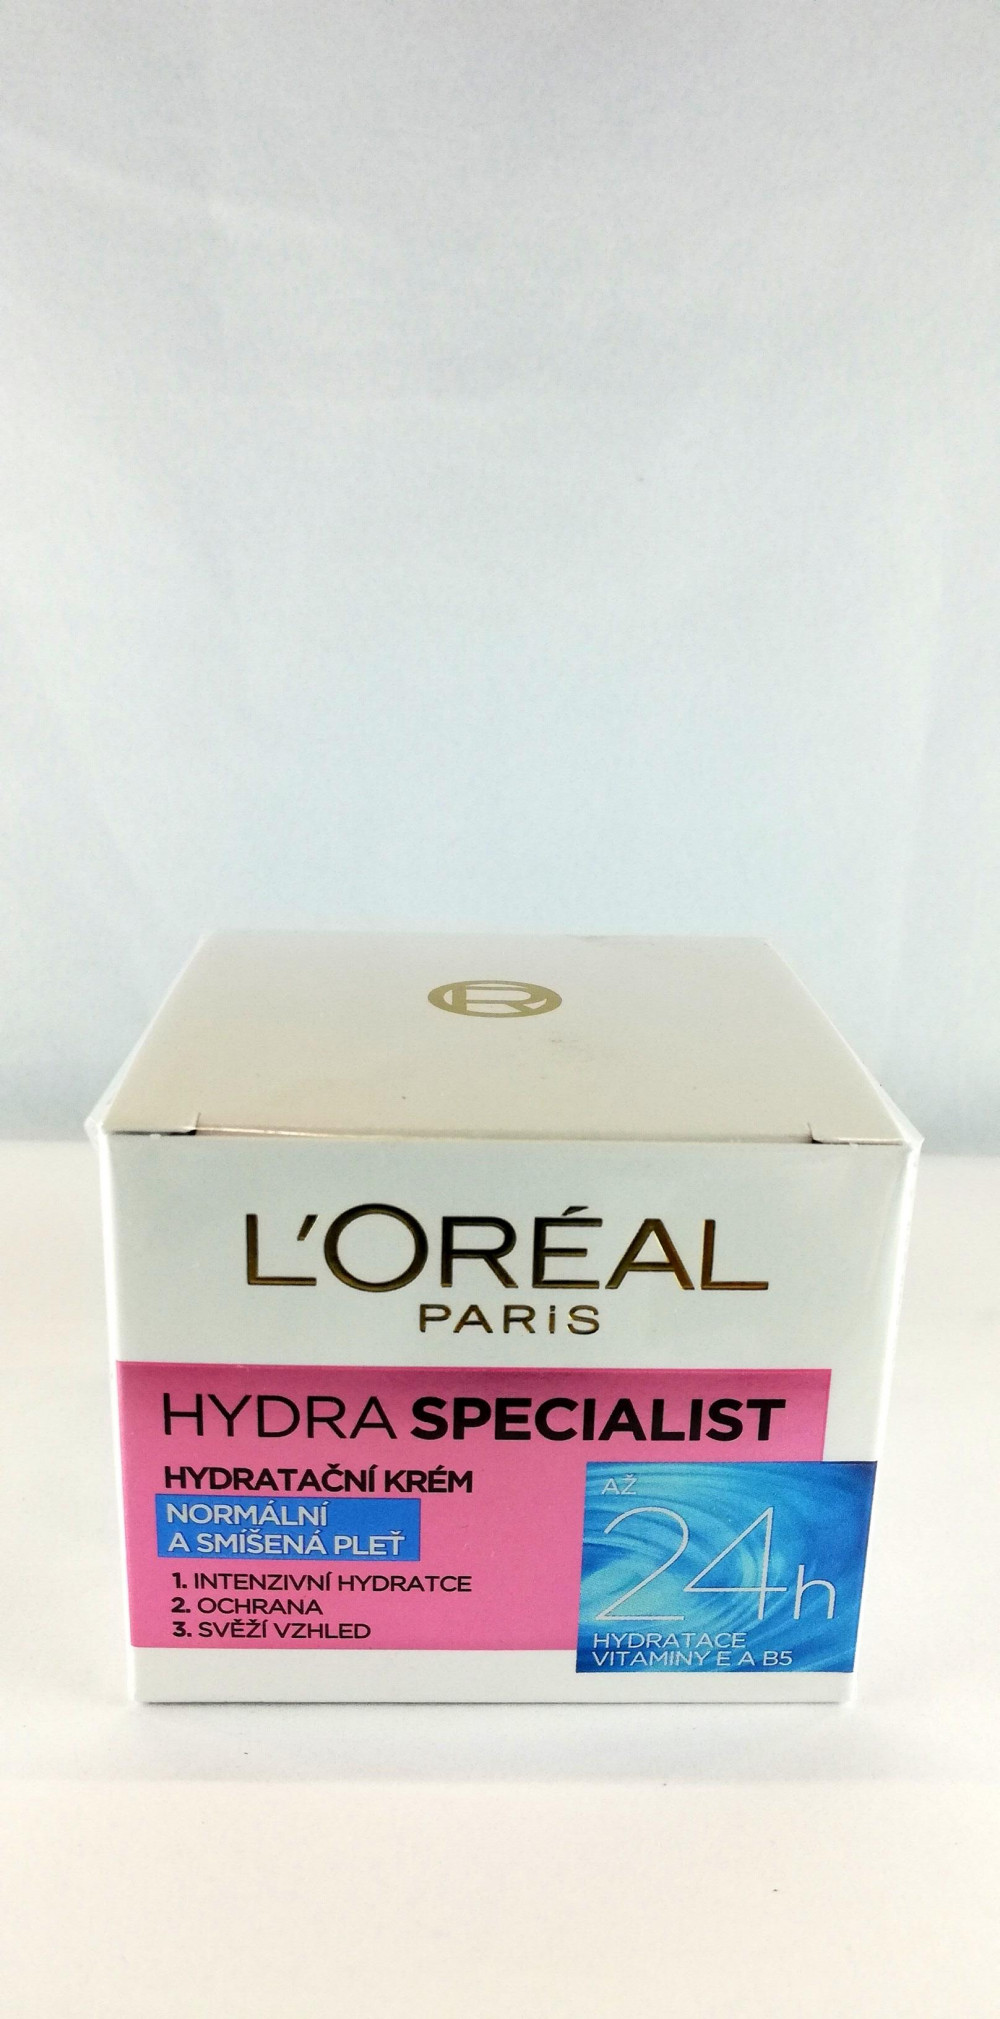 L'ORÉAL
PARiS
HYDRA SPECIALIST
HYDRATAČNÍ KRÉM
NORMÁLNÍ
A SMÍŠENÁ PLEŤ
1. INTENZIVNÍ HYDRATCE
2. OCHRANA
3. SVĚŽÍ VZHLED
AŽ
24h
HYDRATACE
VITAMINY E A B5